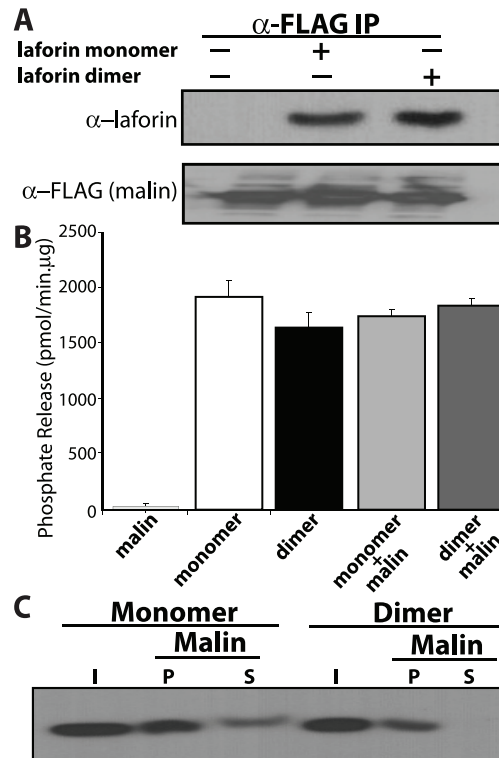 A
α-FLAG IP
laforin monomer – + –
laforin dimer – – +
α–laforin
α–FLAG (malin)
B
Phosphate Release (pmol/min.µg)
2500
2000
1500
1000
500
0
malin
monomer
dimer
monomer
+
malin
dimer
+
malin
C
Monomer Dimer
Malin Malin
I P S I P S